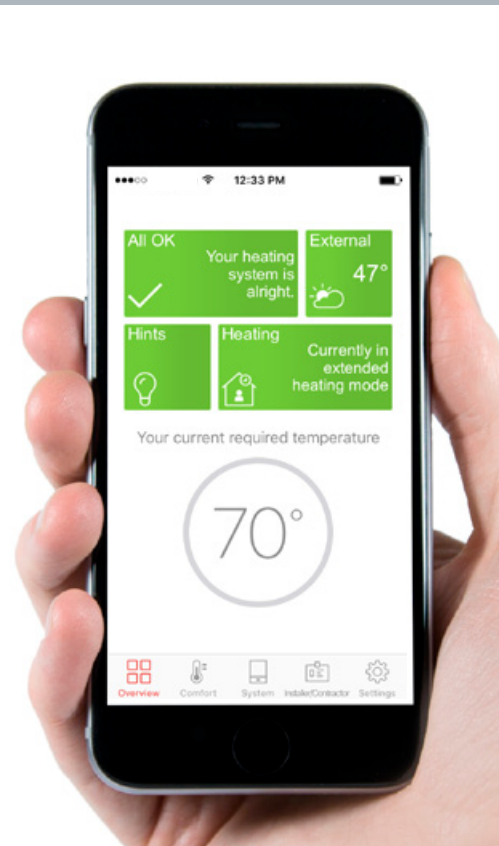 12:33 PM
All OK
Your heating
system is
alright.
External
47°
Hints
Heating
Currently in
extended
heating mode
Your current required temperature
70°
Overview
Comfort
System
Installer/Contractor
Settings